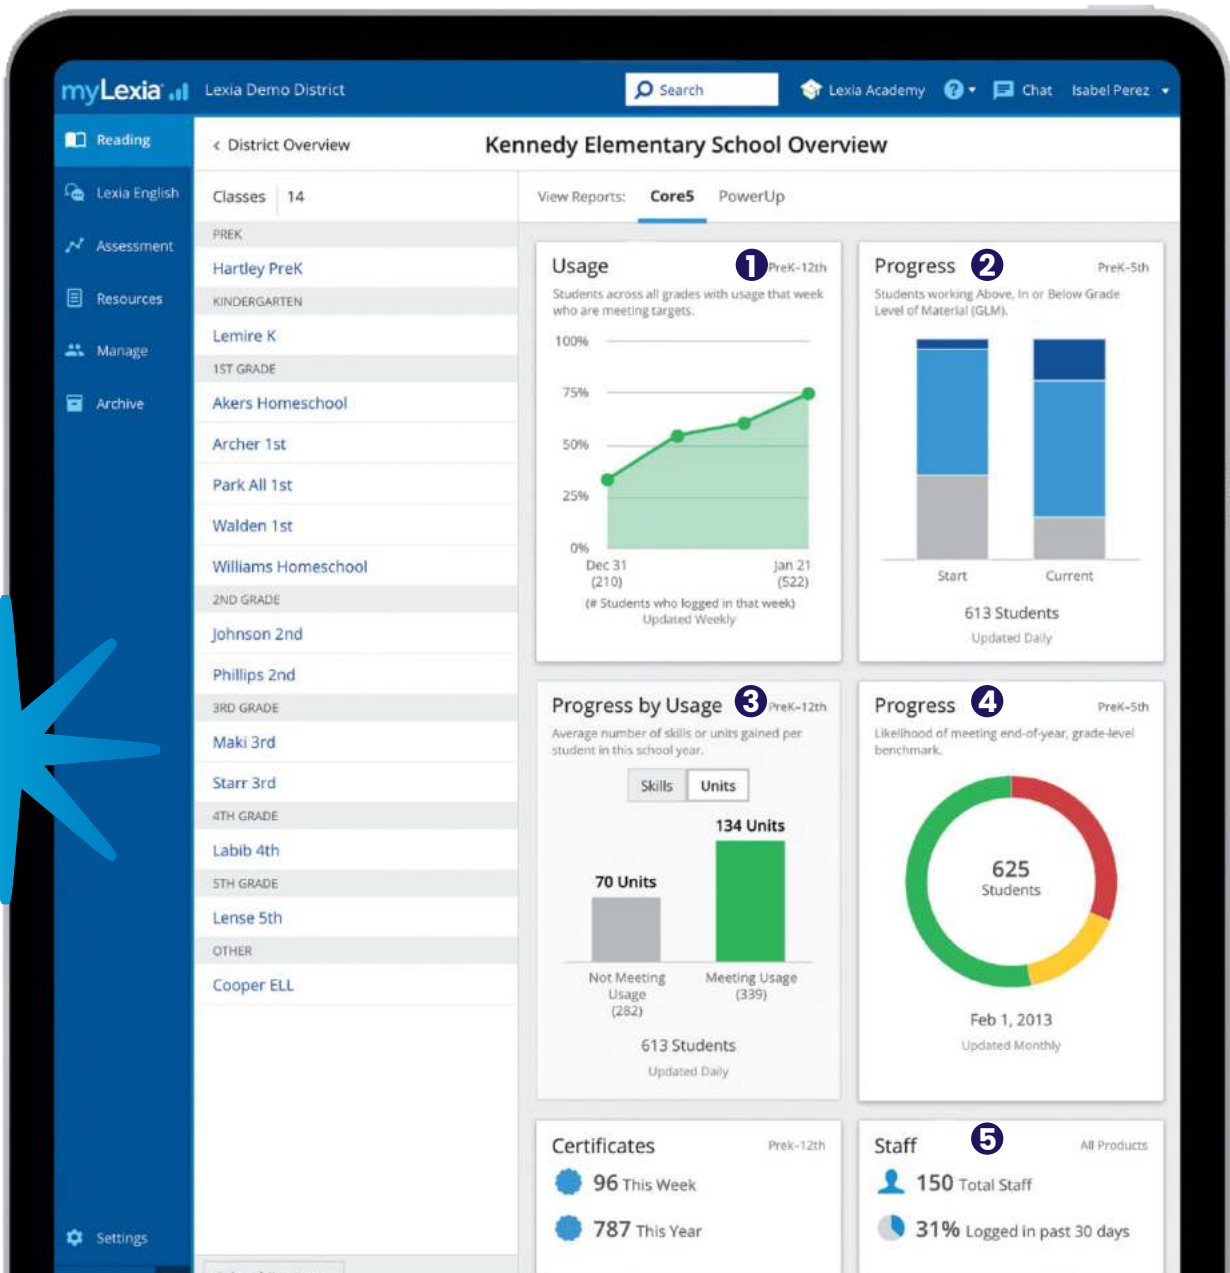 myLexia
Lexia Demo District
Search
Lexia Academy
?
Chat
Isabel Perez
Reading
Lexia English
Assessment
Resources
Manage
Archive
Settings
< District Overview
Kennedy Elementary School Overview
Classes 14
PREK
Hartley PreK
KINDERGARTEN
Lemire K
1ST GRADE
Akers Homeschool
Archer 1st
Park All 1st
Walden 1st
Williams Homeschool
2ND GRADE
Johnson 2nd
Phillips 2nd
3RD GRADE
Maki 3rd
Starr 3rd
4TH GRADE
Labib 4th
5TH GRADE
Lense 5th
OTHER
Cooper ELL
View Reports: Core5 PowerUp
Usage 1 PreK–12th
Students across all grades with usage that week
who are meeting targets.
100%
75%
50%
25%
0%
Dec 31 Jan 21
(210) (522)
(# Students who logged in that week)
Updated Weekly
Progress 2 PreK–5th
Students working Above, In or Below Grade
Level of Material (GLM).
Start Current
613 Students
Updated Daily
Progress by Usage 3 PreK–12th
Average number of skills or units gained per
student in this school year.
Skills Units
134 Units
70 Units
Not Meeting Meeting Usage
Usage (339)
(282)
613 Students
Updated Daily
Progress 4 PreK–5th
Likelihood of meeting end-of-year, grade-level
benchmark.
625
Students
Feb 1, 2013
Updated Monthly
Certificates Prek–12th
96 This Week
787 This Year
Staff 5 All Products
150 Total Staff
31% Logged in past 30 days